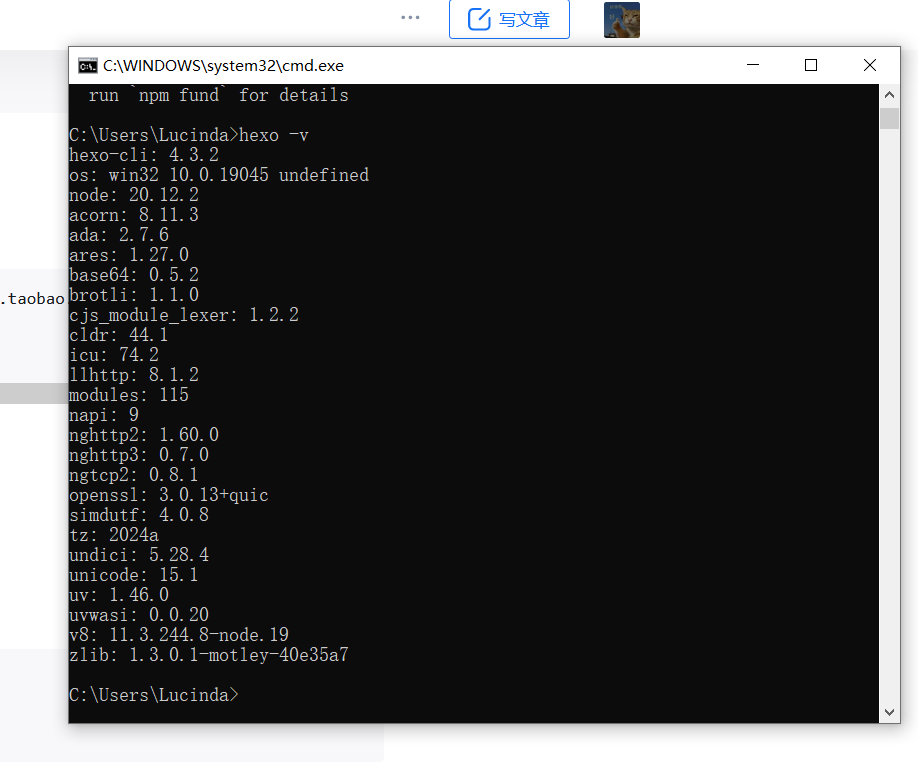 写文章
C:\WINDOWS\system32\cmd.exe
run `npm fund` for details
C:\Users\Lucinda>hexo -v
hexo-cli: 4.3.2
os: win32 10.0.19045 undefined
node: 20.12.2
acorn: 8.11.3
ada: 2.7.6
ares: 1.27.0
base64: 0.5.2
.taobao
brotli: 1.1.0
cjs_module_lexer: 1.2.2
cldr: 44.1
icu: 74.2
llhttp: 8.1.2
modules: 115
napi: 9
nghttp2: 1.60.0
nghttp3: 0.7.0
ngtcp2: 0.8.1
openssl: 3.0.13+quic
simdutf: 4.0.8
tz: 2024a
undici: 5.28.4
unicode: 15.1
uv: 1.46.0
uvwasi: 0.0.20
v8: 11.3.244.8-node.19
zlib: 1.3.0.1-motley-40e35a7
C:\Users\Lucinda>